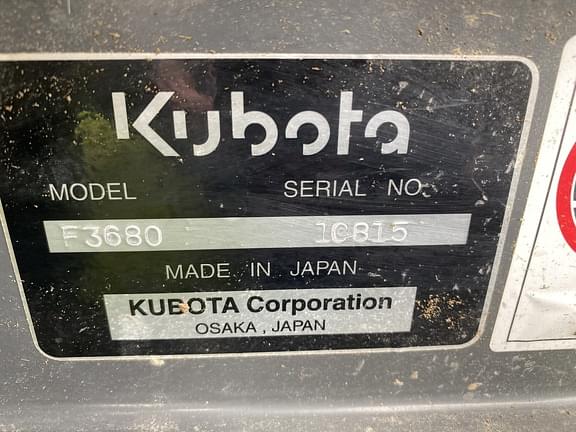 Kubota
MODEL SERIAL NO.
F3680 10815
MADE IN JAPAN
KUBOTA Corporation
OSAKA , JAPAN